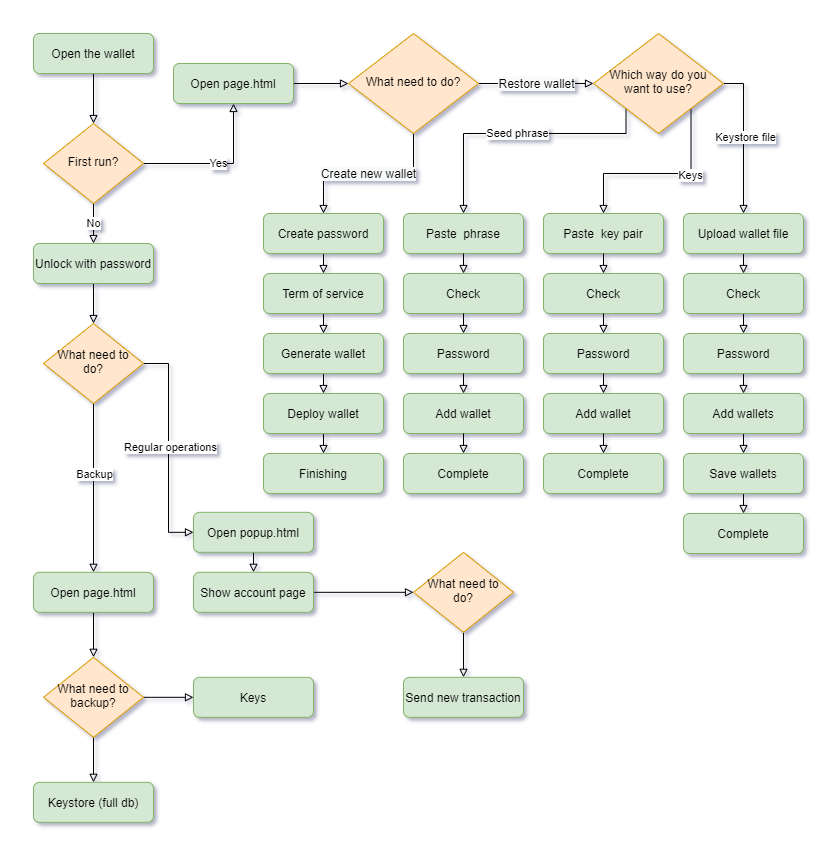 Open the wallet
First run?
Yes
No
Open page.html
What need to do?
Restore wallet
Which way do you
want to use?
Create new wallet
Seed phrase
Keys
Keystore file
Create password
Term of service
Generate wallet
Deploy wallet
Finishing
Paste  phrase
Check
Password
Add wallet
Complete
Paste  key pair
Check
Password
Add wallet
Complete
Upload wallet file
Check
Password
Add wallets
Save wallets
Complete
Unlock with password
What need to
do?
Regular operations
Backup
Open popup.html
Show account page
What need to
do?
Send new transaction
Open page.html
What need to
backup?
Keys
Keystore (full db)